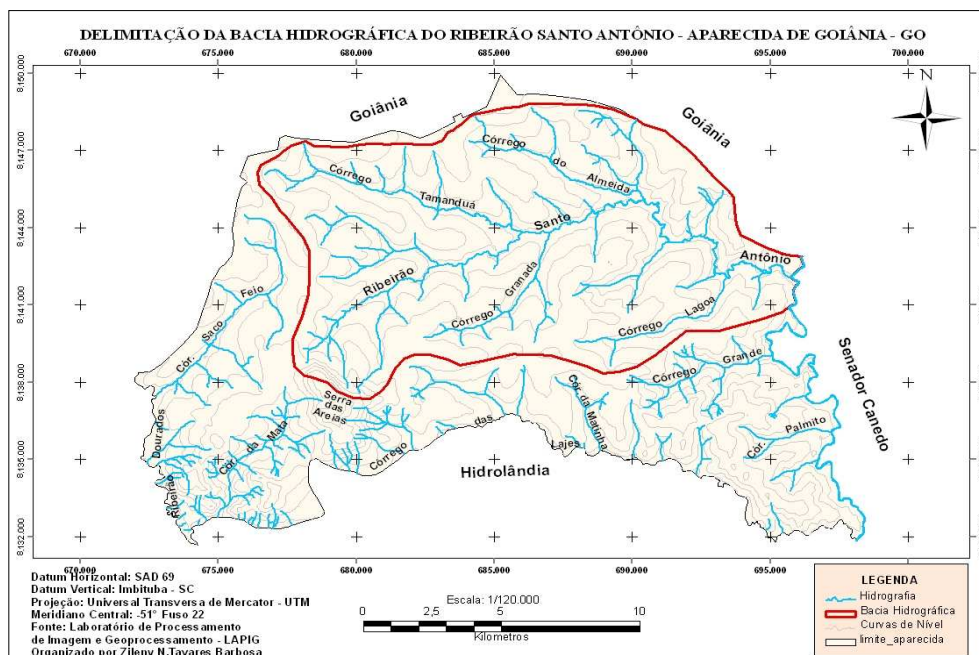 DELIMITAÇÃO DA BACIA HIDROGRÁFICA DO RIBEIRÃO SANTO ANTÔNIO - APARECIDA DE GOIÂNIA - GO
670.000 675.000 680.000 685.000 690.000 695.000 700.000
8.150.000
8.147.000
8.144.000
8.141.000
8.138.000
8.135.000
8.132.000
N
Goiânia
Goiânia
Córrego do Almeida
Córrego Tamanduá
Ribeirão Santo Antônio
Córrego Granada
Córrego Lagoa
Cór. Saco Feio
Córrego Grande
Senador Canedo
Serra das Areias
Cór. da Mata
Ribeirão Dourados
Córrego das Lajes
Cór. da Matinha
Cór. Palmito
Hidrolândia
N
670.000 675.000 680.000 685.000 690.000 695.000 700.000
Datum Horizontal: SAD 69
Datum Vertical: Imbituba - SC
Projeção: Universal Transversa de Mercator - UTM
Meridiano Central: -51° Fuso 22
Fonte: Laboratório de Processamento
de Imagem e Geoprocessamento - LAPIG
Organizado por Zileny N.Tavares Barbosa
Escala: 1/120.000
0 2,5 5 10
Kilometros
LEGENDA
Hidrografia
Bacia Hidrográfica
Curvas de Nível
limite_aparecida